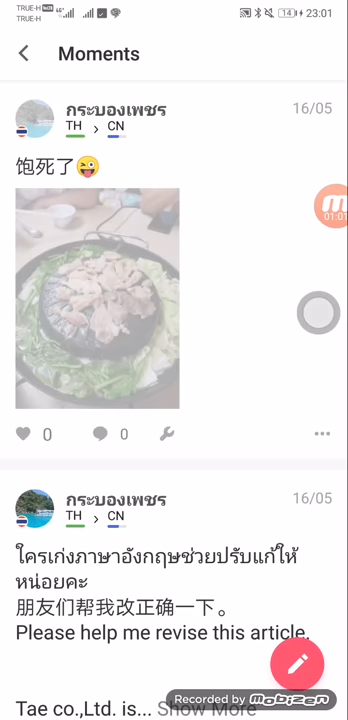 TRUE-H VoLTE 4G+ 14 23:01
TRUE-H
Moments
กระบองเพชร 16/05
TH > CN
饱死了😜
01:01
0 0
กระบองเพชร 16/05
TH > CN
ใครเก่งภาษาอังกฤษช่วยปรับแก้ให้
หน่อยคะ
朋友们帮我改正确一下。
Please help me revise this article.
Tae co.,Ltd. is... Show More
Recorded by Mobizen